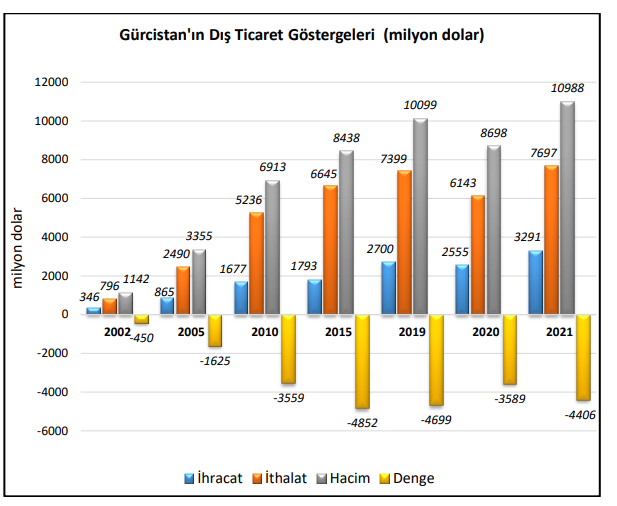 Gürcistan'ın Dış Ticaret Göstergeleri (milyon dolar)
milyon dolar
12000
10000
8000
6000
4000
2000
0
-2000
-4000
-6000
346 796 1142 -450
865 2490 3355 -1625
1677 5236 6913 -3559
1793 6645 8438 -4852
2700 7399 10099 -4699
2555 6143 8698 -3589
3291 7697 10988 -4406
2002 2005 2010 2015 2019 2020 2021
İhracat İthalat Hacim Denge